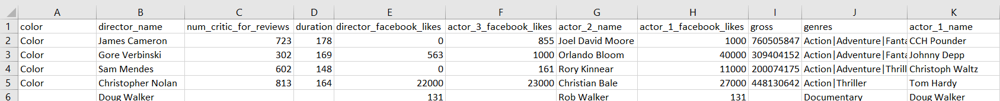 A B C D E F G H I J K
1 color director_name num_critic_for_reviews duration director_facebook_likes actor_3_facebook_likes actor_2_name actor_1_facebook_likes gross genres actor_1_name
2 Color James Cameron 723 178 0 855 Joel David Moore 1000 760505847 Action|Adventure|Fanta CCH Pounder
3 Color Gore Verbinski 302 169 563 1000 Orlando Bloom 40000 309404152 Action|Adventure|Fanta Johnny Depp
4 Color Sam Mendes 602 148 0 161 Rory Kinnear 11000 200074175 Action|Adventure|Thrill Christoph Waltz
5 Color Christopher Nolan 813 164 22000 23000 Christian Bale 27000 448130642 Action|Thriller Tom Hardy
6 Doug Walker 131 Rob Walker 131 Documentary Doug Walker